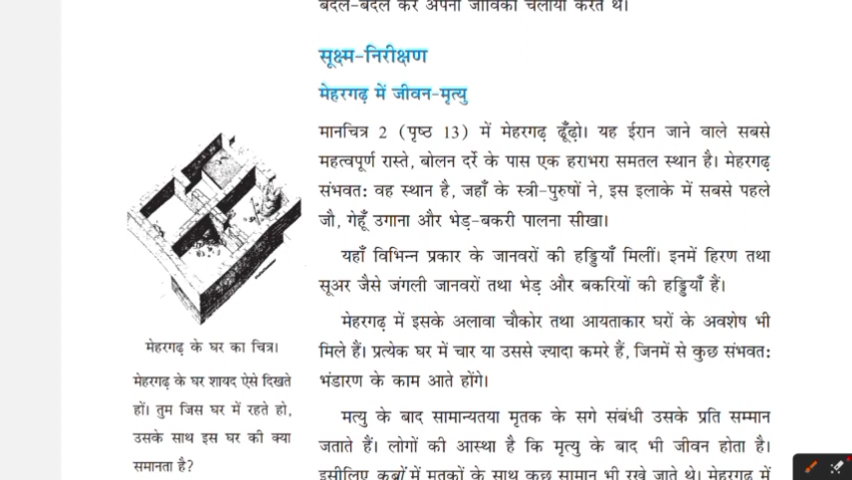 बदल-बदल कर अपनी जीविका चलाया करते थे।
सूक्ष्म-निरीक्षण
मेहरगढ़ में जीवन-मृत्यु
मानचित्र 2 (पृष्ठ 13) में मेहरगढ़ ढूँढ़ो। यह ईरान जाने वाले सबसे
महत्वपूर्ण रास्ते, बोलन दर्रे के पास एक हराभरा समतल स्थान है। मेहरगढ़
संभवत: वह स्थान है, जहाँ के स्त्री-पुरुषों ने, इस इलाके में सबसे पहले
जौ, गेहूँ उगाना और भेड़-बकरी पालना सीखा।
यहाँ विभिन्न प्रकार के जानवरों की हड्डियाँ मिलीं। इनमें हिरण तथा
सूअर जैसे जंगली जानवरों तथा भेड़ और बकरियों की हड्डियाँ हैं।
मेहरगढ़ में इसके अलावा चौकोर तथा आयताकार घरों के अवशेष भी
मिले हैं। प्रत्येक घर में चार या उससे ज़्यादा कमरे हैं, जिनमें से कुछ संभवत:
भंडारण के काम आते होंगे।
मत्यु के बाद सामान्यतया मृतक के सगे संबंधी उसके प्रति सम्मान
जताते हैं। लोगों की आस्था है कि मृत्यु के बाद भी जीवन होता है।
इसीलिए कब्रों में मृतकों के साथ कुछ सामान भी रखे जाते थे। मेहरगढ़ में
मेहरगढ़ के घर का चित्र।
मेहरगढ़ के घर शायद ऐसे दिखते
हों। तुम जिस घर में रहते हो,
उसके साथ इस घर की क्या
समानता है?